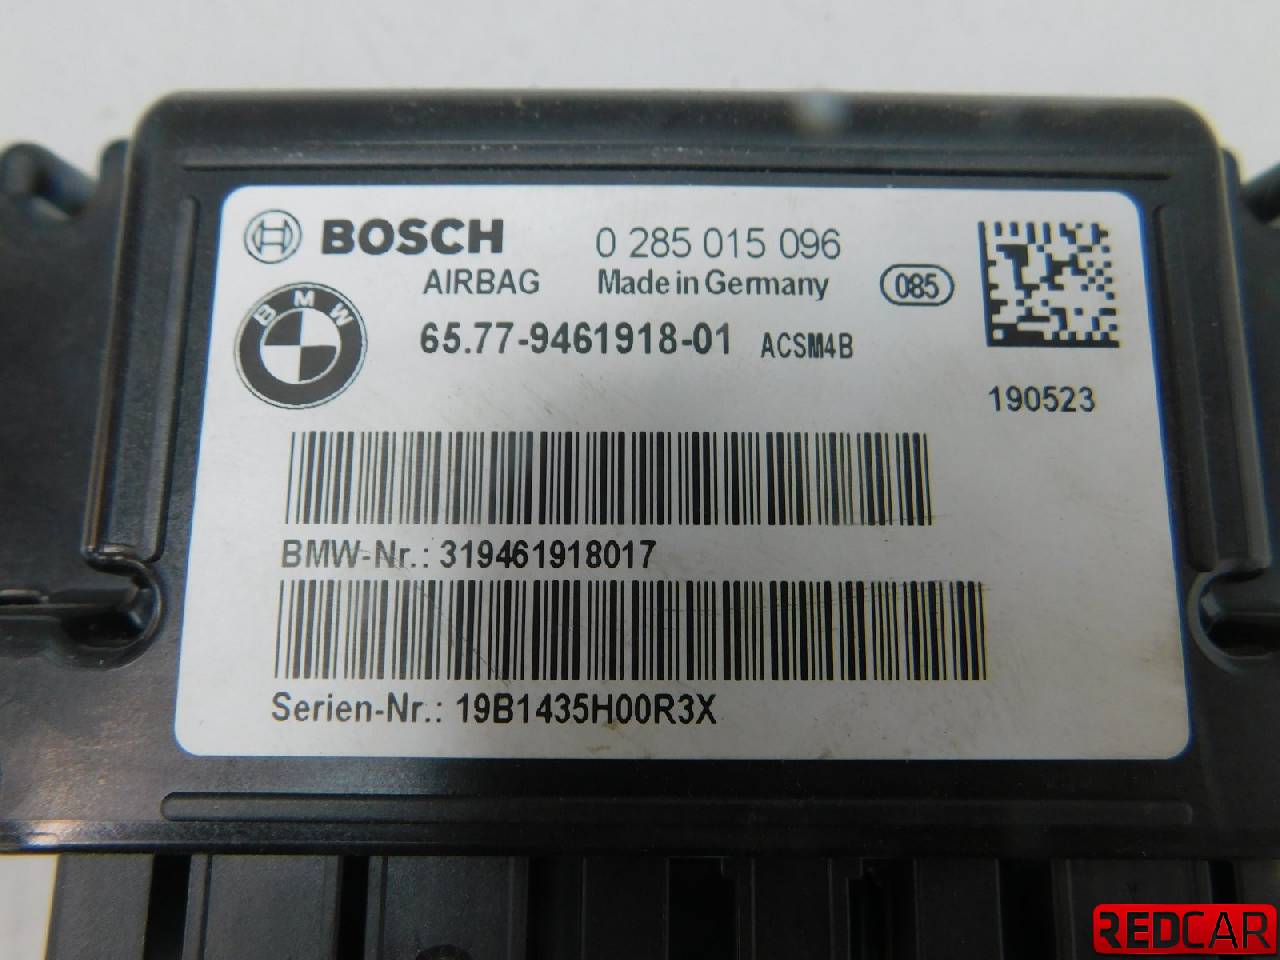 BOSCH 0 285 015 096
AIRBAG Made in Germany 085
BMW 65.77-9461918-01 ACSM4B
190523
BMW-Nr.: 319461918017
Serien-Nr.: 19B1435H00R3X
REDCAR